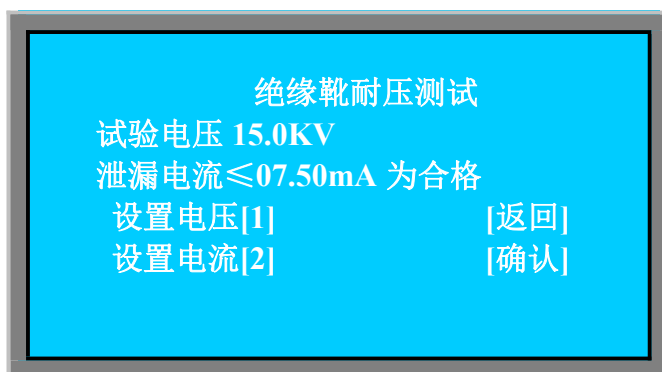 绝缘靴耐压测试
试验电压 15.0KV
泄漏电流≤07.50mA 为合格
设置电压[1] [返回]
设置电流[2] [确认]